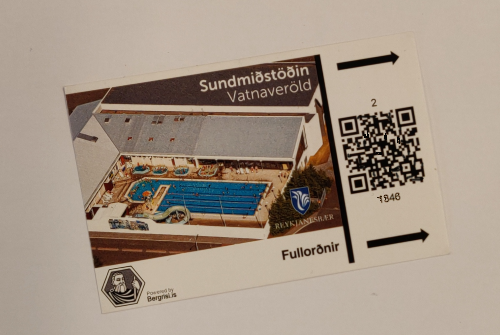 Sundmiðstöðin
Vatnaveröld
REYKJANESBÆR
Fullorðnir
Powered by
Bergrisi.is
2
1846